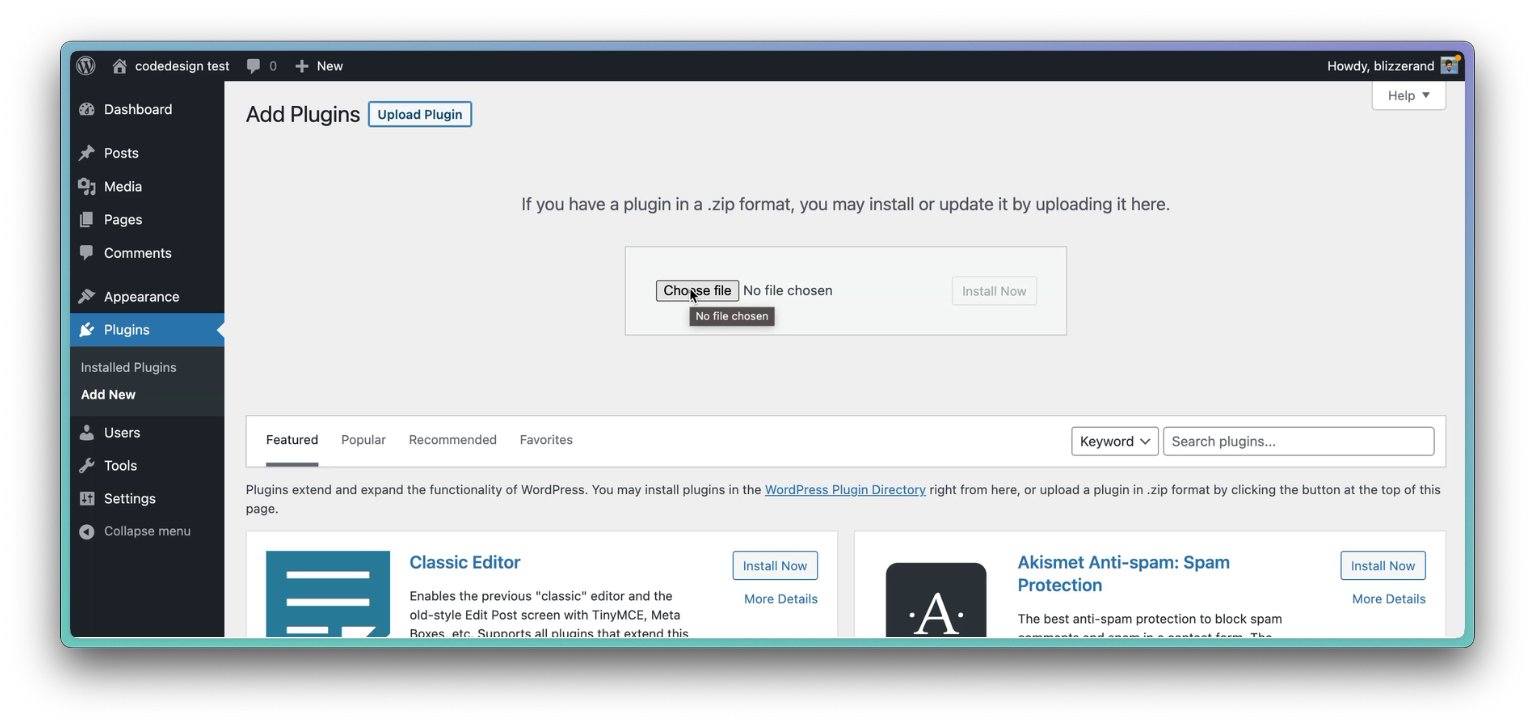 codedesign test 0 New Howdy, blizzerand
Dashboard
Posts
Media
Pages
Comments
Appearance
Plugins
Installed Plugins
Add New
Users
Tools
Settings
Collapse menu
Help
Add Plugins Upload Plugin
If you have a plugin in a .zip format, you may install or update it by uploading it here.
Choose file No file chosen Install Now
No file chosen
Featured Popular Recommended Favorites Keyword Search plugins...
Plugins extend and expand the functionality of WordPress. You may install plugins in the WordPress Plugin Directory right from here, or upload a plugin in .zip format by clicking the button at the top of this
page.
Classic Editor
Install Now
More Details
Enables the previous "classic" editor and the
old-style Edit Post screen with TinyMCE, Meta
Boxes, etc. Supports all plugins that extend this
·A·
Akismet Anti-spam: Spam
Protection
Install Now
More Details
The best anti-spam protection to block spam
comments and spam in a contact form. The